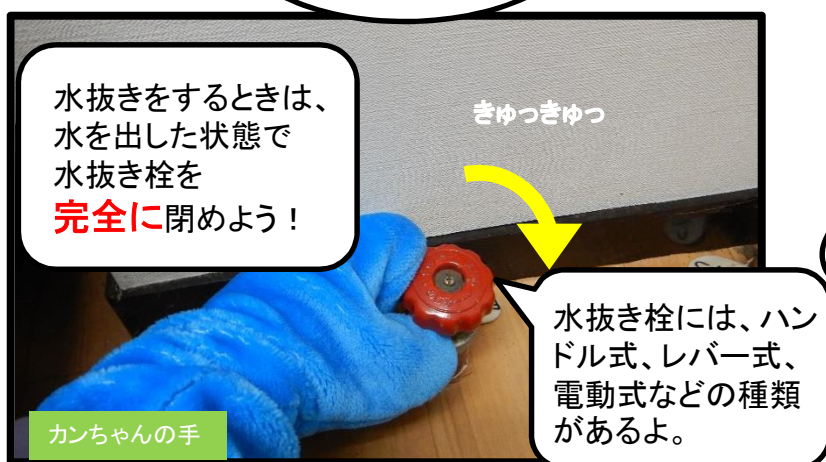 水抜きをするときは、
水を出した状態で
水抜き栓を
完全に閉めよう！
きゅっきゅっ
水抜き栓には、ハン
ドル式、レバー式、
電動式などの種類
があるよ。
カンちゃんの手